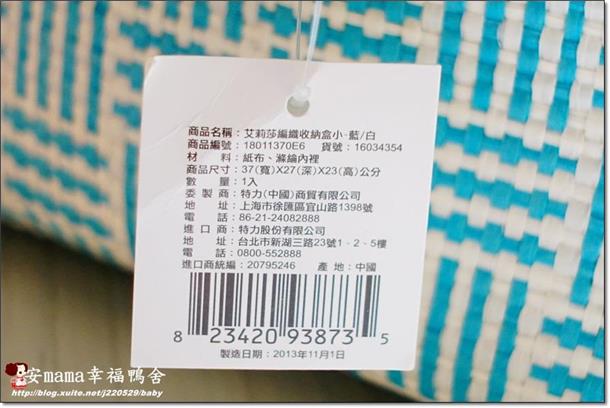 商品名稱：艾莉莎編織收納盒小-藍/白
商品編號：18011370E6　貨號：16034354
材　　料：紙布、滌綸內裡
商品尺寸：37(寬)X27(深)X23(高)公分
數　　量：1入
委 製 商：特力(中國)商貿有限公司
地　　址：上海市徐匯區宜山路1398號
電　　話：86-21-24082888
進 口 商：特力股份有限公司
地　　址：台北市新湖三路23號1、2、5樓
電　　話：0800-552888
進口商統編：20795246　產 地：中國
8 23420 93873 5
製造日期：2013年11月1日
安mama幸福鴨舍
http://blog.xuite.net/j220529/baby